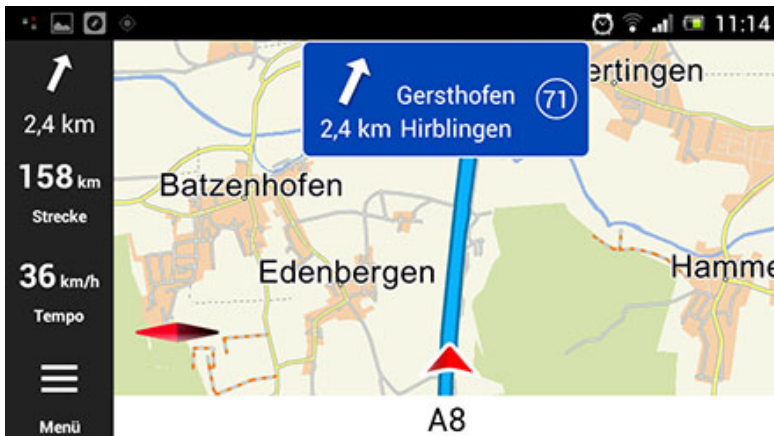 11:14
2,4 km
158 km
Strecke
36 km/h
Tempo
Menü
Gersthofen 71
2,4 km Hirblingen
ertingen
Batzenhofen
Edenbergen
Hamme
A8